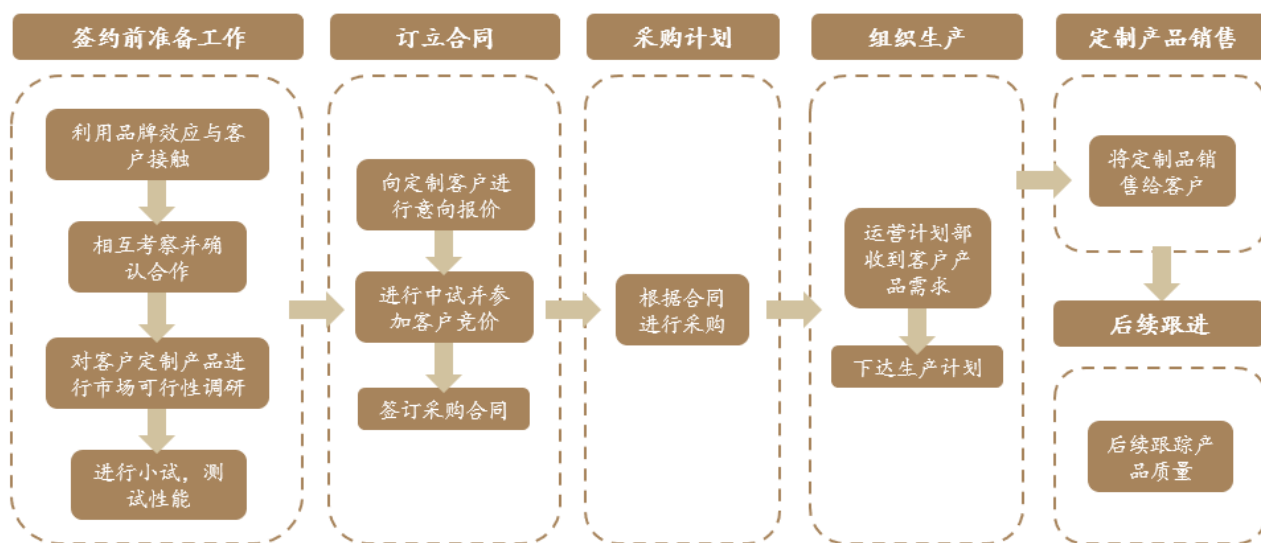 签约前准备工作
利用品牌效应与客
户接触
相互考察并确
认合作
对客户定制产品进
行市场可行性调研
进行小试，测
试性能
订立合同
向定制客户进
行意向报价
进行中试并参
加客户竞价
签订采购合同
采购计划
根据合同
进行采购
组织生产
运营计划部
收到客户产
品需求
下达生产计划
定制产品销售
将定制品销
售给客户
后续跟进
后续跟踪产
品质量